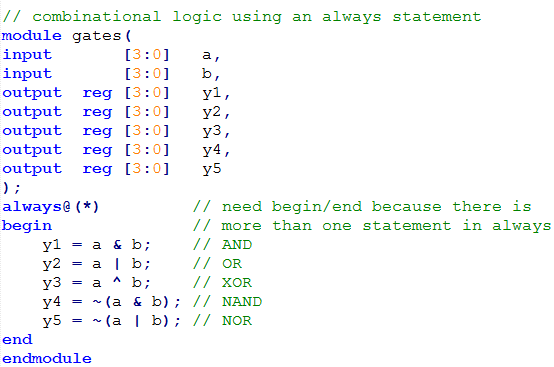 // combinational logic using an always statement
module gates(
input [3:0] a,
input [3:0] b,
output reg [3:0] y1,
output reg [3:0] y2,
output reg [3:0] y3,
output reg [3:0] y4,
output reg [3:0] y5
);
always@(*) // need begin/end because there is
begin // more than one statement in always
y1 = a & b; // AND
y2 = a | b; // OR
y3 = a ^ b; // XOR
y4 = ~(a & b); // NAND
y5 = ~(a | b); // NOR
end
endmodule